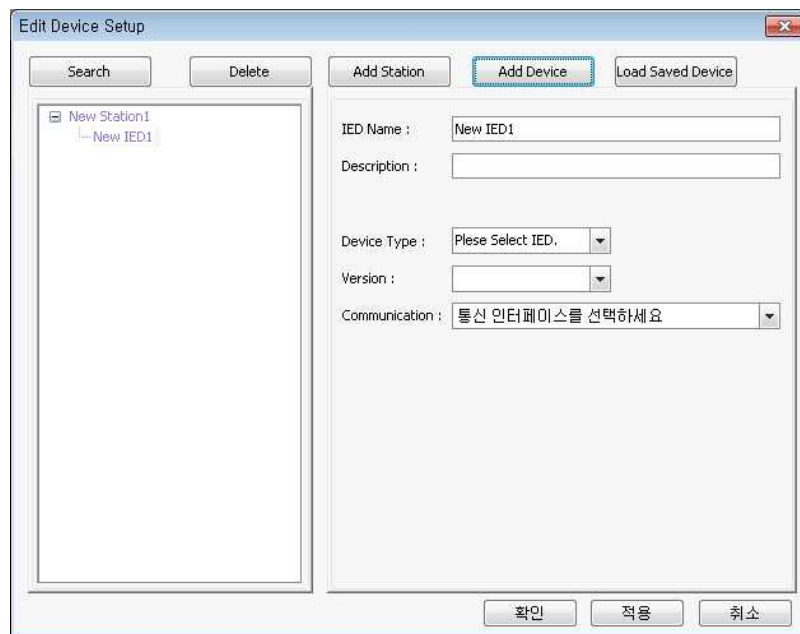 Edit Device Setup
Search Delete Add Station Add Device Load Saved Device
New Station1
New IED1
IED Name : New IED1
Description :
Device Type : Plese Select IED.
Version :
Communication : 통신 인터페이스를 선택하세요
확인 적용 취소